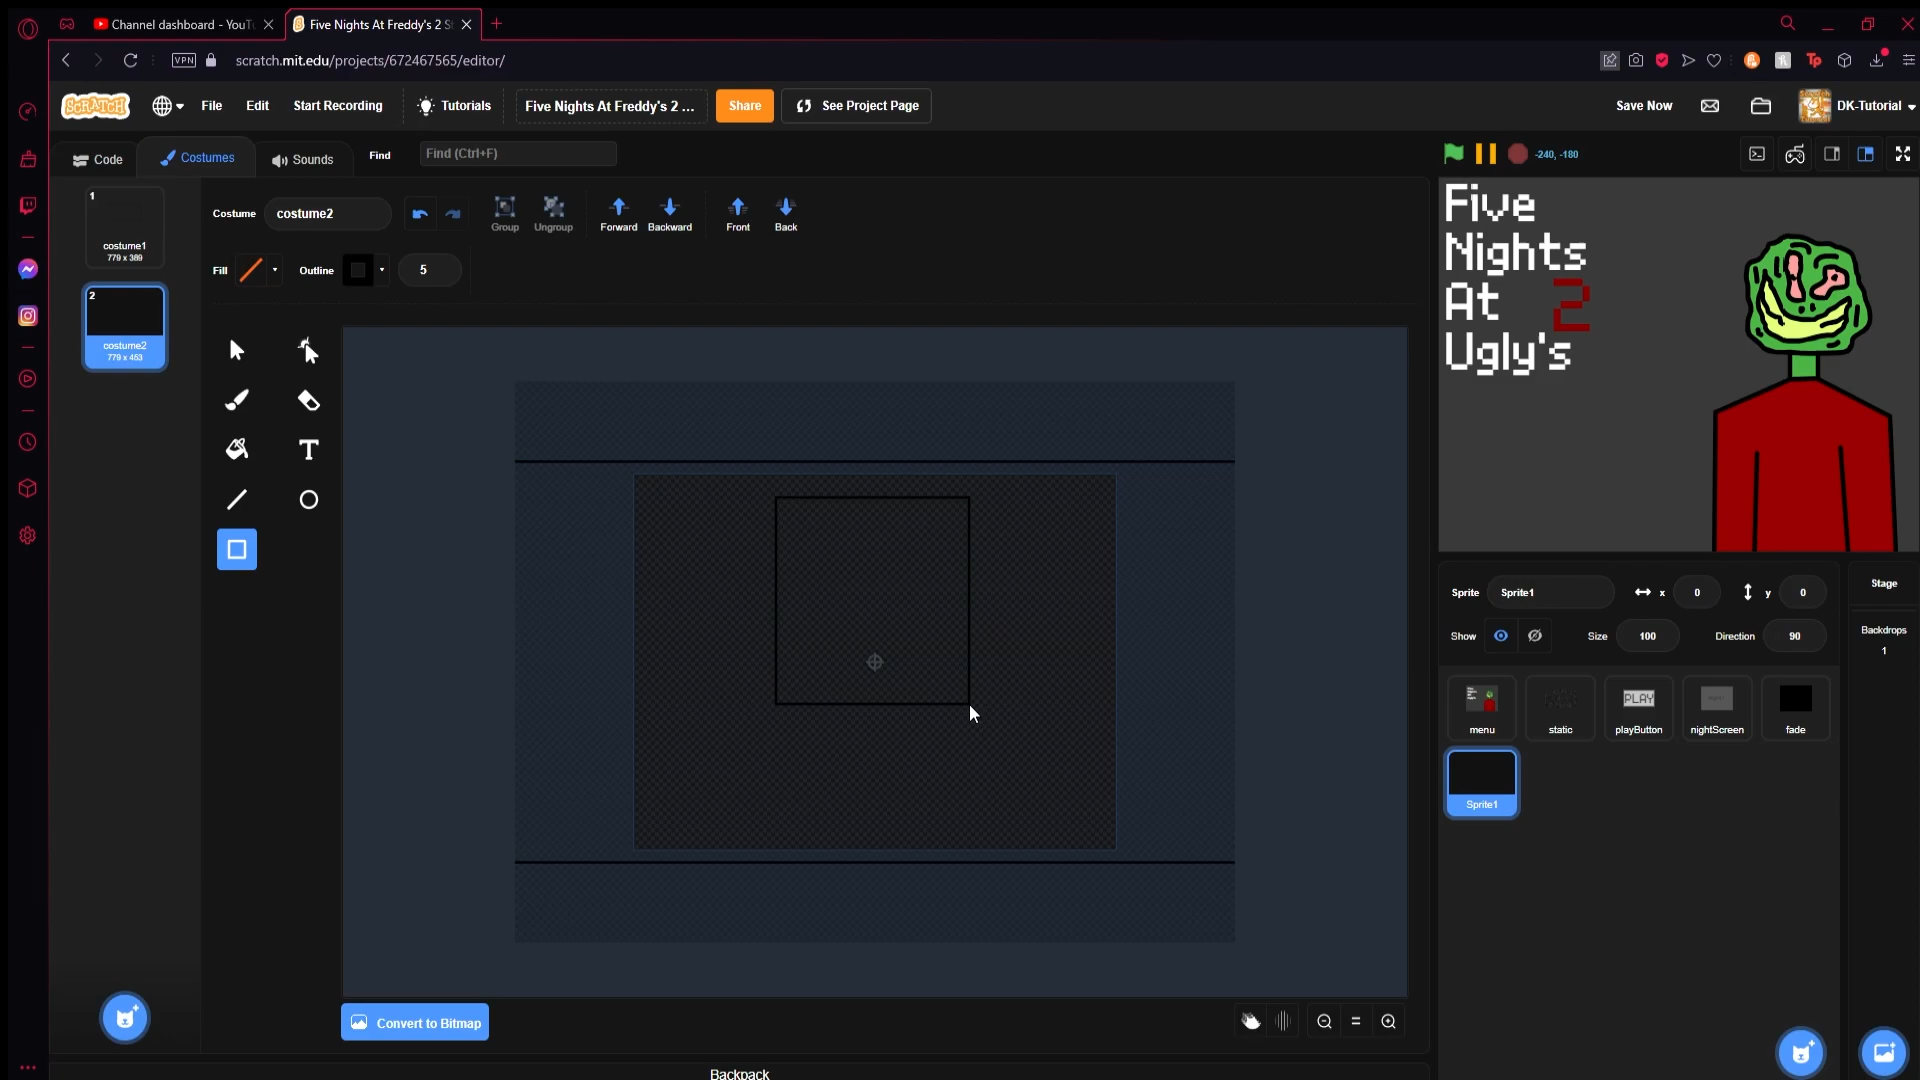 Channel dashboard - YouT
Five Nights At Freddy's 2 S
VPN
scratch.mit.edu/projects/672467565/editor/
Tp
SCRATCH
File
Edit
Start Recording
Tutorials
Five Nights At Freddy's 2 ...
Share
See Project Page
Save Now
DK-Tutorial
Code
Costumes
Sounds
Find
Find (Ctrl+F)
-240, -180
1
costume1
779 x 389
2
costume2
779 x 453
Costume
costume2
Group
Ungroup
Forward
Backward
Front
Back
Fill
Outline
5
T
Convert to Bitmap
Backpack
Five
Nights
At 2
Ugly's
Sprite
Sprite1
x
0
y
0
Show
Size
100
Direction
90
Stage
Backdrops
1
menu
static
PLAY
playButton
nightScreen
fade
Sprite1